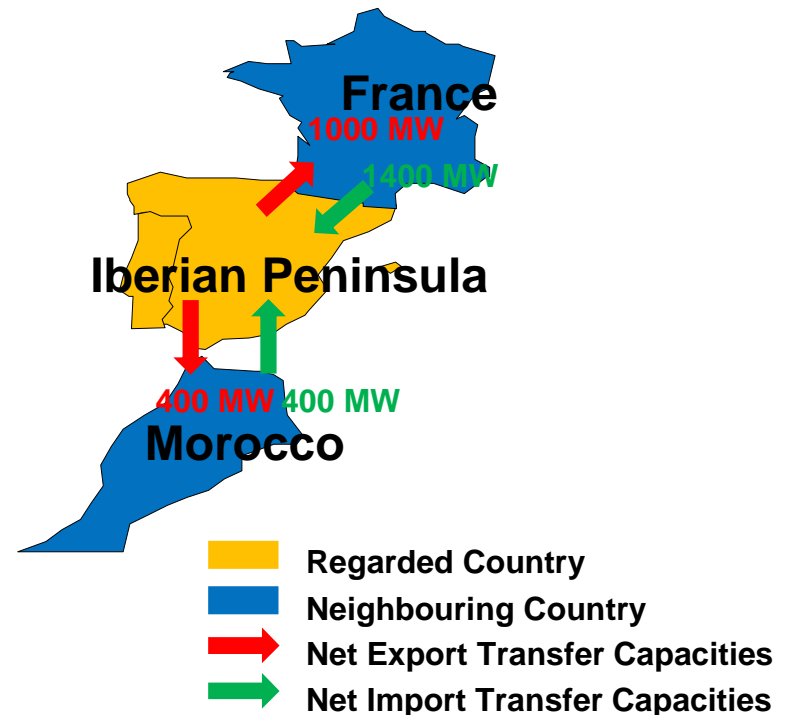 France
1000 MW
1400 MW
Iberian Peninsula
400 MW 400 MW
Morocco
Regarded Country
Neighbouring Country
Net Export Transfer Capacities
Net Import Transfer Capacities